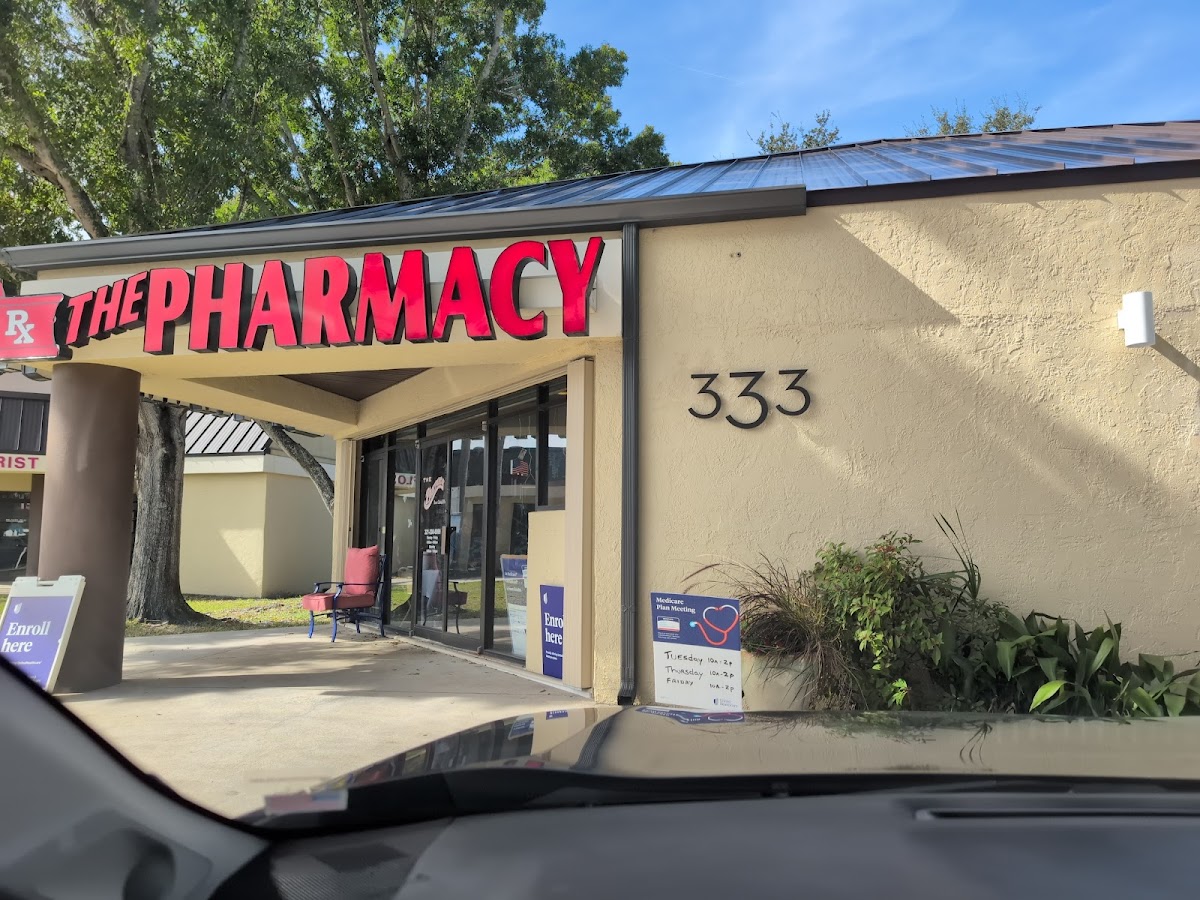 Rx THE PHARMACY
333
RIST
Enroll
here
Enro
here
Medicare
Plan Meeting
TUESDAY 10A-2P
THURSDAY 10A-2P
FRIDAY 10A-2P